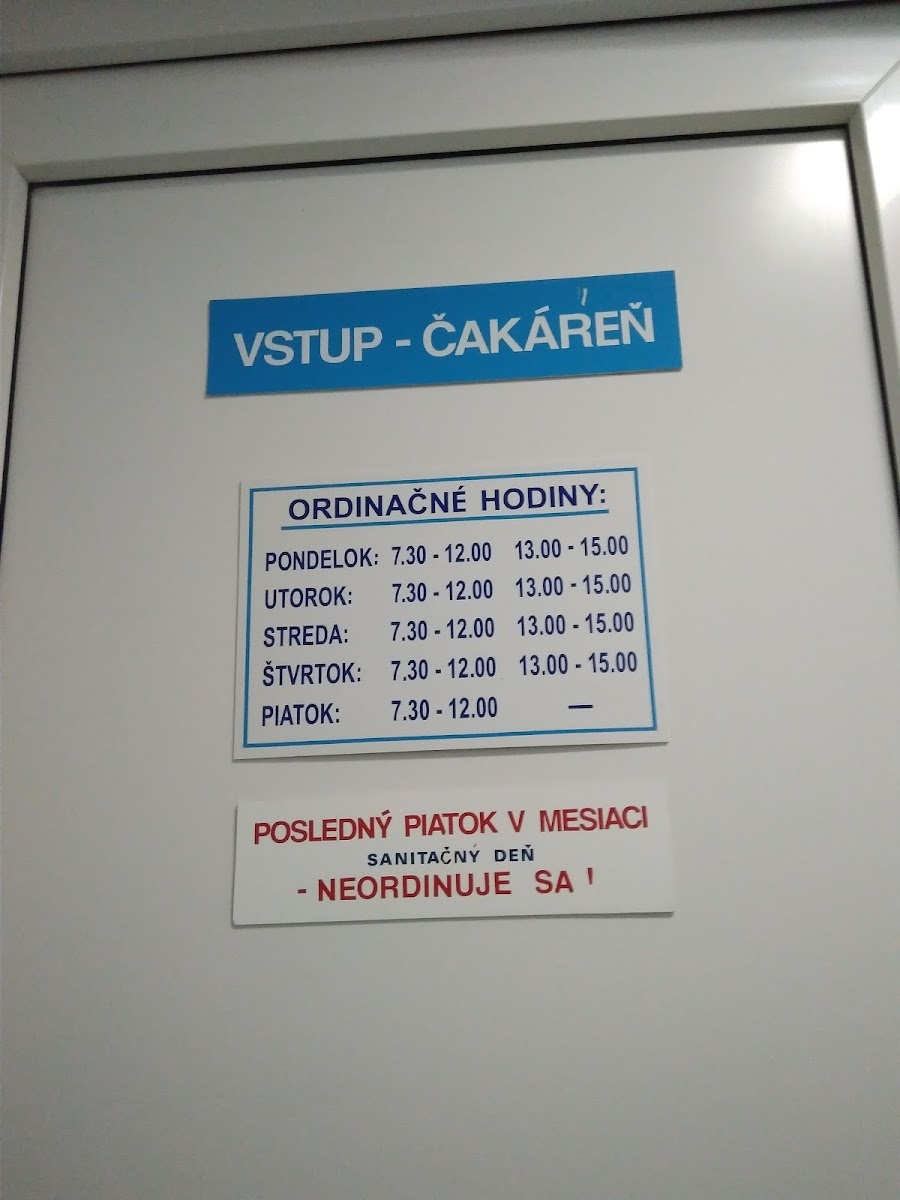 VSTUP - ČAKÁREŇ
ORDINAČNÉ HODINY:
PONDELOK: 7.30 - 12.00 13.00 - 15.00
UTOROK: 7.30 - 12.00 13.00 - 15.00
STREDA: 7.30 - 12.00 13.00 - 15.00
ŠTVRTOK: 7.30 - 12.00 13.00 - 15.00
PIATOK: 7.30 - 12.00 —
POSLEDNÝ PIATOK V MESIACI
SANITAČNÝ DEŇ
- NEORDINUJE SA !